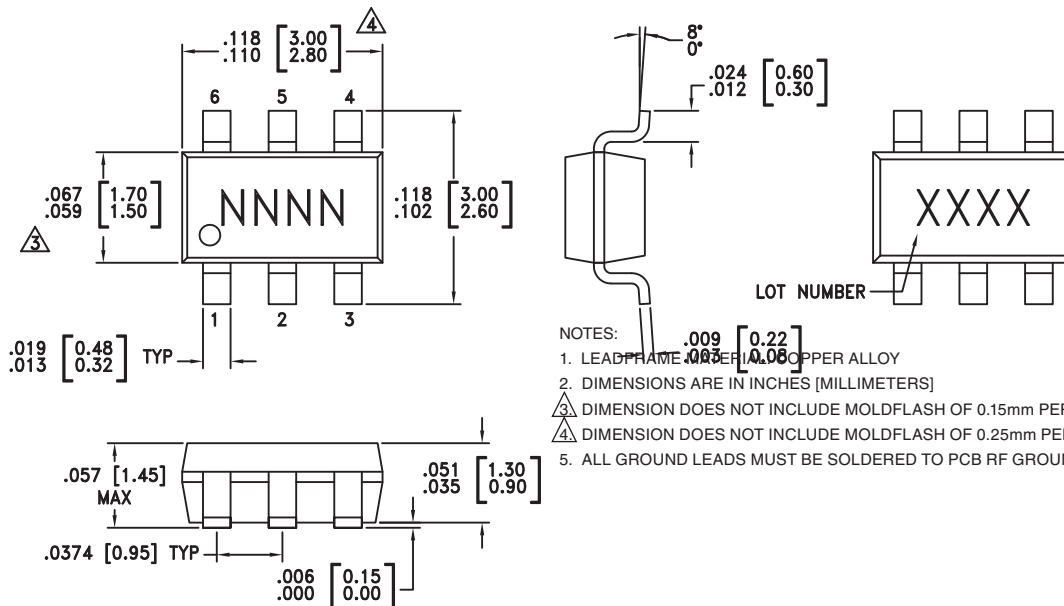 .118 [3.00]
.110 [2.80]
4
6 5 4
.067 [1.70]
.059 [1.50]
3
NNNN
.118 [3.00]
.102 [2.60]
1 2 3
.019 [0.48] TYP
.013 [0.32]
8°
0°
.024 [0.60]
.012 [0.30]
.009 [0.22]
.003 [0.08]
XXXX
LOT NUMBER
NOTES:
1. LEADFRAME MATERIAL: COPPER ALLOY
2. DIMENSIONS ARE IN INCHES [MILLIMETERS]
3. DIMENSION DOES NOT INCLUDE MOLDFLASH OF 0.15mm PER
4. DIMENSION DOES NOT INCLUDE MOLDFLASH OF 0.25mm PER
5. ALL GROUND LEADS MUST BE SOLDERED TO PCB RF GROU
.057 [1.45]
MAX
.051 [1.30]
.035 [0.90]
.0374 [0.95] TYP
.006 [0.15]
.000 [0.00]